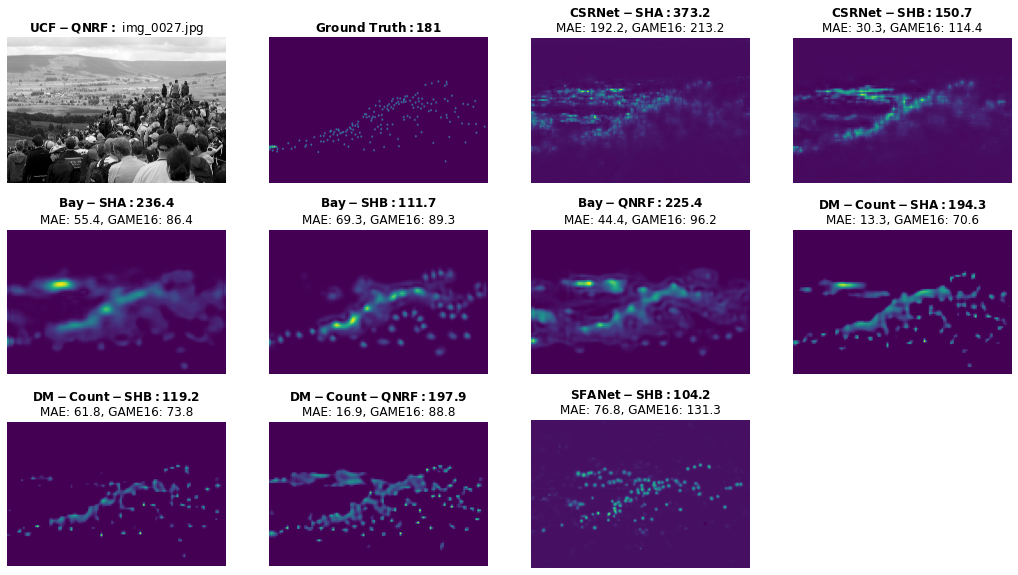 UCF − QNRF : img_0027.jpg
Ground Truth : 181
CSRNet − SHA : 373.2
MAE: 192.2, GAME16: 213.2
CSRNet − SHB : 150.7
MAE: 30.3, GAME16: 114.4
Bay − SHA : 236.4
MAE: 55.4, GAME16: 86.4
Bay − SHB : 111.7
MAE: 69.3, GAME16: 89.3
Bay − QNRF : 225.4
MAE: 44.4, GAME16: 96.2
DM − Count − SHA : 194.3
MAE: 13.3, GAME16: 70.6
DM − Count − SHB : 119.2
MAE: 61.8, GAME16: 73.8
DM − Count − QNRF : 197.9
MAE: 16.9, GAME16: 88.8
SFANet − SHB : 104.2
MAE: 76.8, GAME16: 131.3